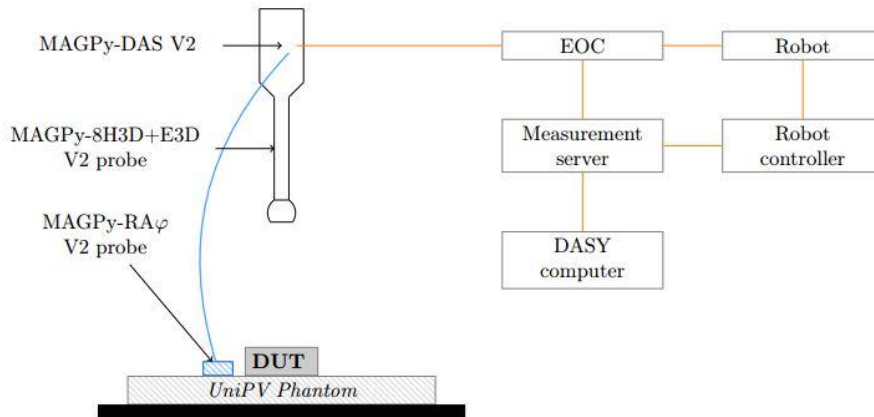 MAGPy-DAS V2
EOC
Robot
MAGPy-8H3D+E3D
V2 probe
Measurement
server
Robot
controller
MAGPy-RAφ
V2 probe
DASY
computer
DUT
UniPV Phantom